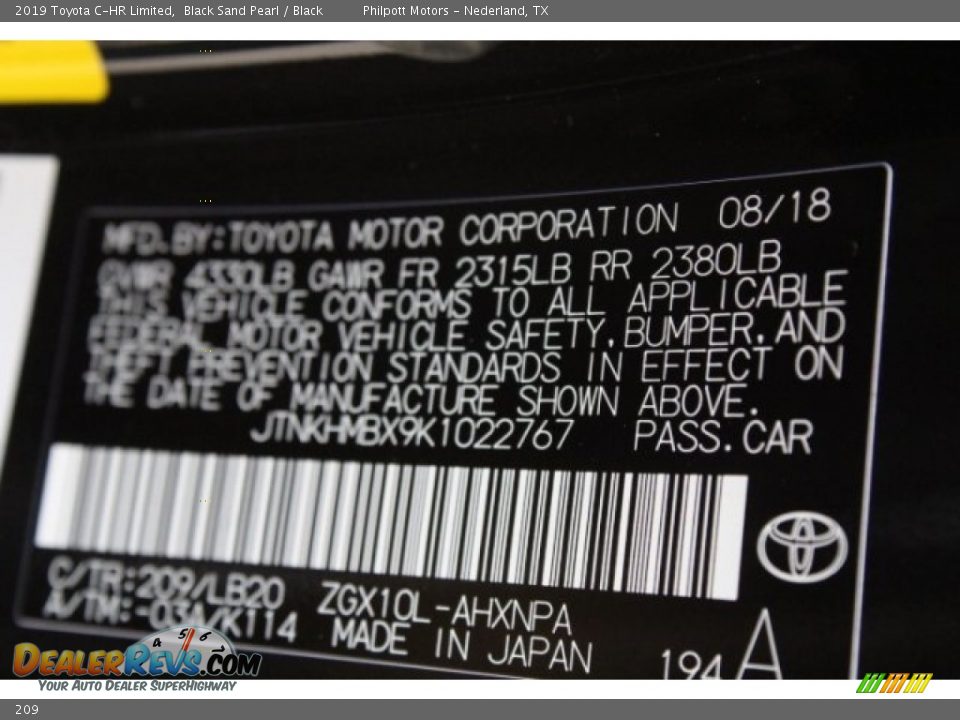 2019 Toyota C-HR Limited, Black Sand Pearl / Black Philpott Motors - Nederland, TX
MFD.BY:TOYOTA MOTOR CORPORATION 08/18
GVWR 4330LB GAWR FR 2315LB RR 2380LB
THIS VEHICLE CONFORMS TO ALL APPLICABLE
FEDERAL MOTOR VEHICLE SAFETY,BUMPER,AND
THEFT PREVENTION STANDARDS IN EFFECT ON
THE DATE OF MANUFACTURE SHOWN ABOVE.
JTNKHMBX9K1022767 PASS.CAR
C/TR:209/LB20 ZGX10L-AHXNPA
A/TM:-03A/K114 MADE IN JAPAN
194 A
4 5 6
DEALERREVS.COM
YOUR AUTO DEALER SUPERHIGHWAY
209